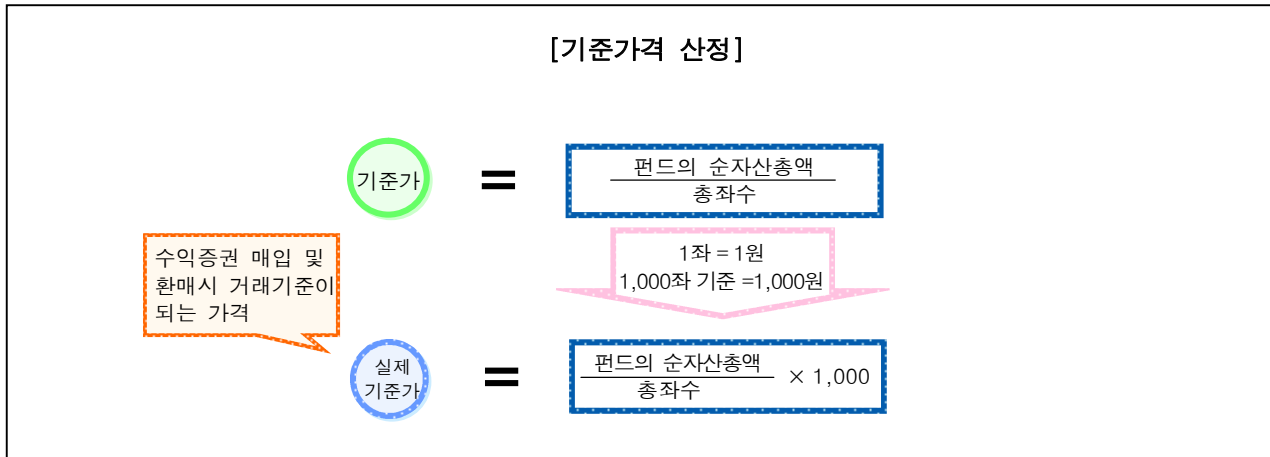 [기준가격 산정]
기준가
=
펀드의 순자산총액
총좌수
수익증권 매입 및
환매시 거래기준이
되는 가격
1좌 = 1원
1,000좌 기준 =1,000원
실제
기준가
=
펀드의 순자산총액
총좌수
× 1,000